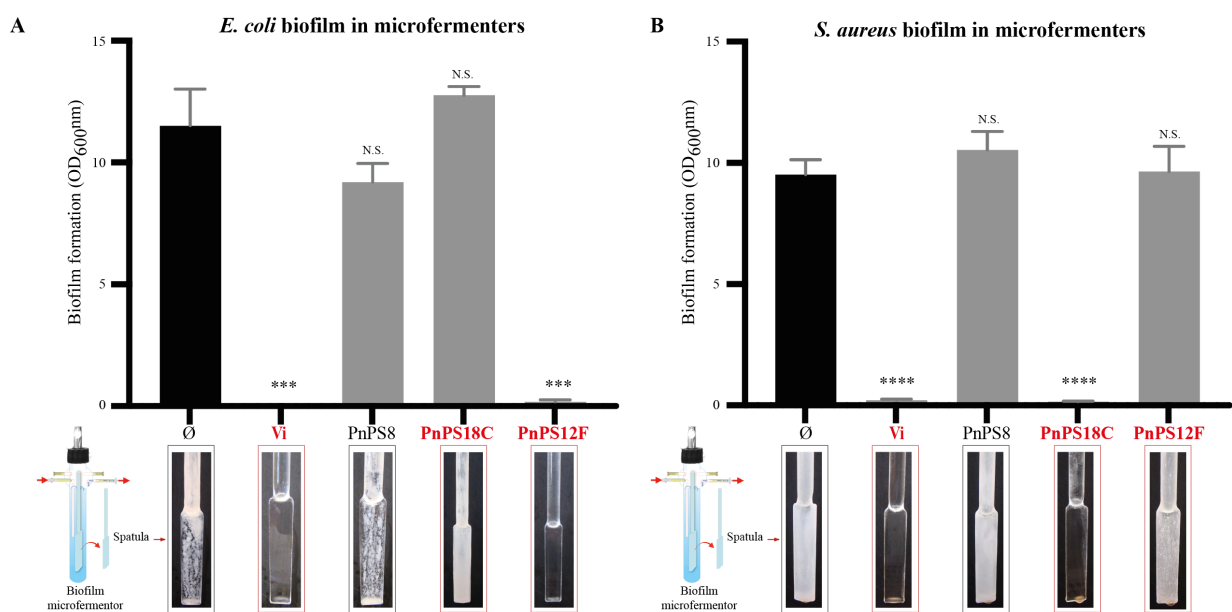 A
E. coli biofilm in microfermenters
Biofilm formation (OD600nm)
15
10
5
0
N.S.
N.S.
***
***
Ø
Vi
PnPS8
PnPS18C
PnPS12F
Spatula
Biofilm
microfermentor
B
S. aureus biofilm in microfermenters
Biofilm formation (OD600nm)
15
10
5
0
N.S.
N.S.
****
****
Ø
Vi
PnPS8
PnPS18C
PnPS12F
Spatula
Biofilm
microfermentor